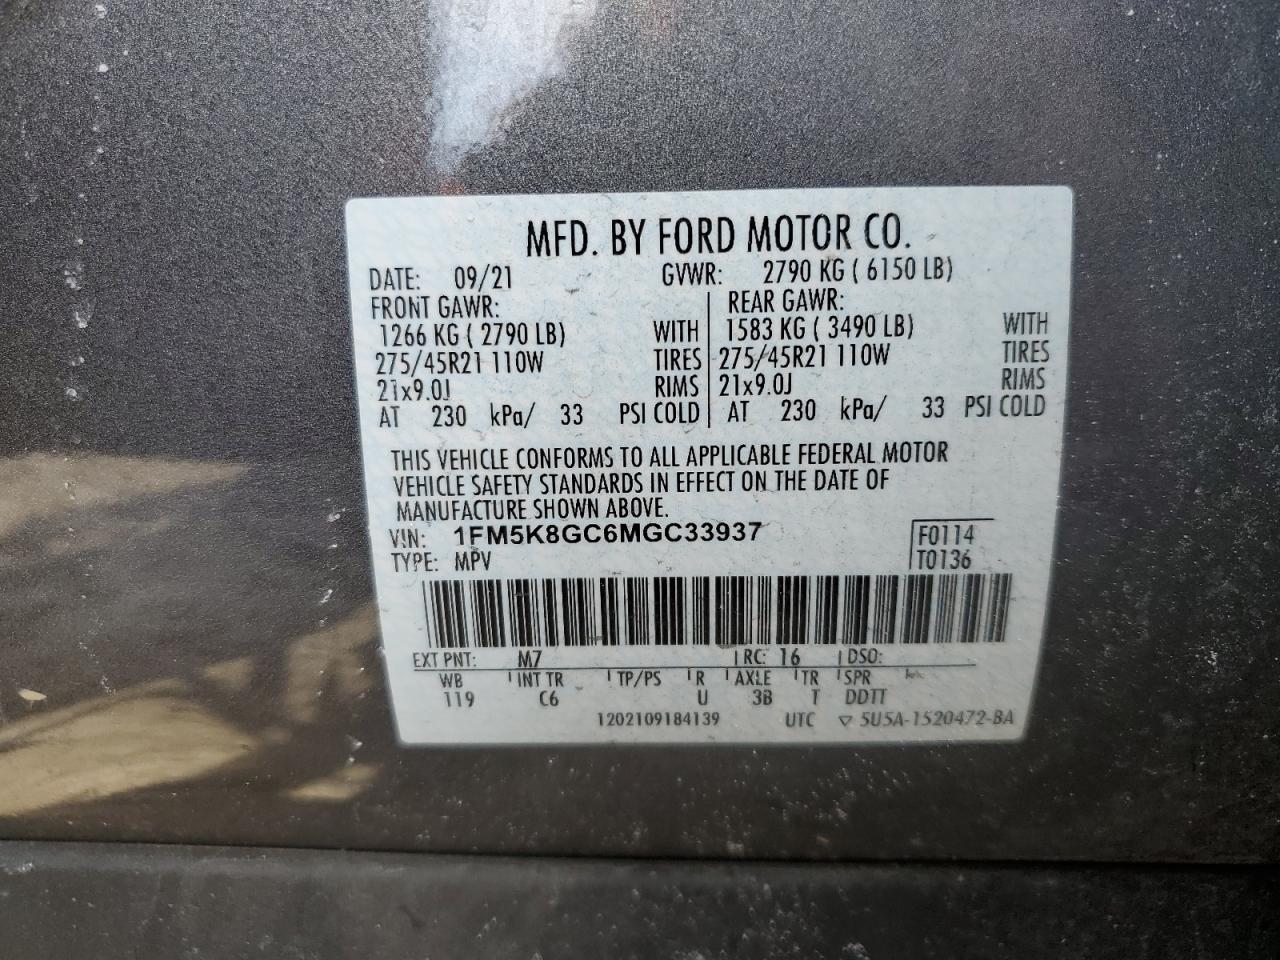 MFD. BY FORD MOTOR CO.
DATE: 09/21 GVWR: 2790 KG ( 6150 LB)
FRONT GAWR: REAR GAWR:
1266 KG ( 2790 LB) WITH 1583 KG ( 3490 LB) WITH
275/45R21 110W TIRES 275/45R21 110W TIRES
21x9.0J RIMS 21x9.0J RIMS
AT 230 kPa/ 33 PSI COLD AT 230 kPa/ 33 PSI COLD
THIS VEHICLE CONFORMS TO ALL APPLICABLE FEDERAL MOTOR
VEHICLE SAFETY STANDARDS IN EFFECT ON THE DATE OF
MANUFACTURE SHOWN ABOVE.
VIN: 1FM5K8GC6MGC33937 F0114
TYPE: MPV T0136
EXT PNT: M7 RC: 16 DSO:
WB INT TR TP/PS R AXLE TR SPR
119 C6 U 3B T DDTT
1202109184139 UTC ▽ 5U5A-1520472-BA